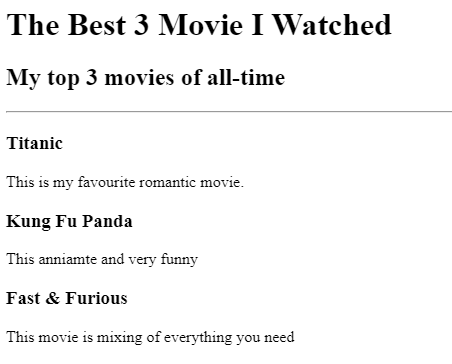 The Best 3 Movie I Watched
My top 3 movies of all-time
Titanic
This is my favourite romantic movie.
Kung Fu Panda
This anniamte and very funny
Fast & Furious
This movie is mixing of everything you need